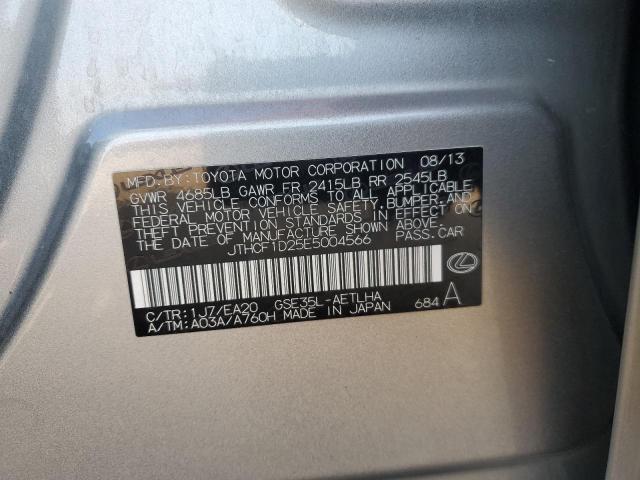 MFD. BY: TOYOTA MOTOR CORPORATION 08/13
GVWR 4685LB GAWR FR 2415LB RR 2545LB
THIS VEHICLE CONFORMS TO ALL APPLICABLE
FEDERAL MOTOR VEHICLE SAFETY, BUMPER, AND
THEFT PREVENTION STANDARDS IN EFFECT ON
THE DATE OF MANUFACTURE SHOWN ABOVE.
JTHCF1D25E5004566 PASS.CAR
C/TR: 1J7/EA20 GSE35L-AETLHA
A/TM: A03A/A760H MADE IN JAPAN 684 A